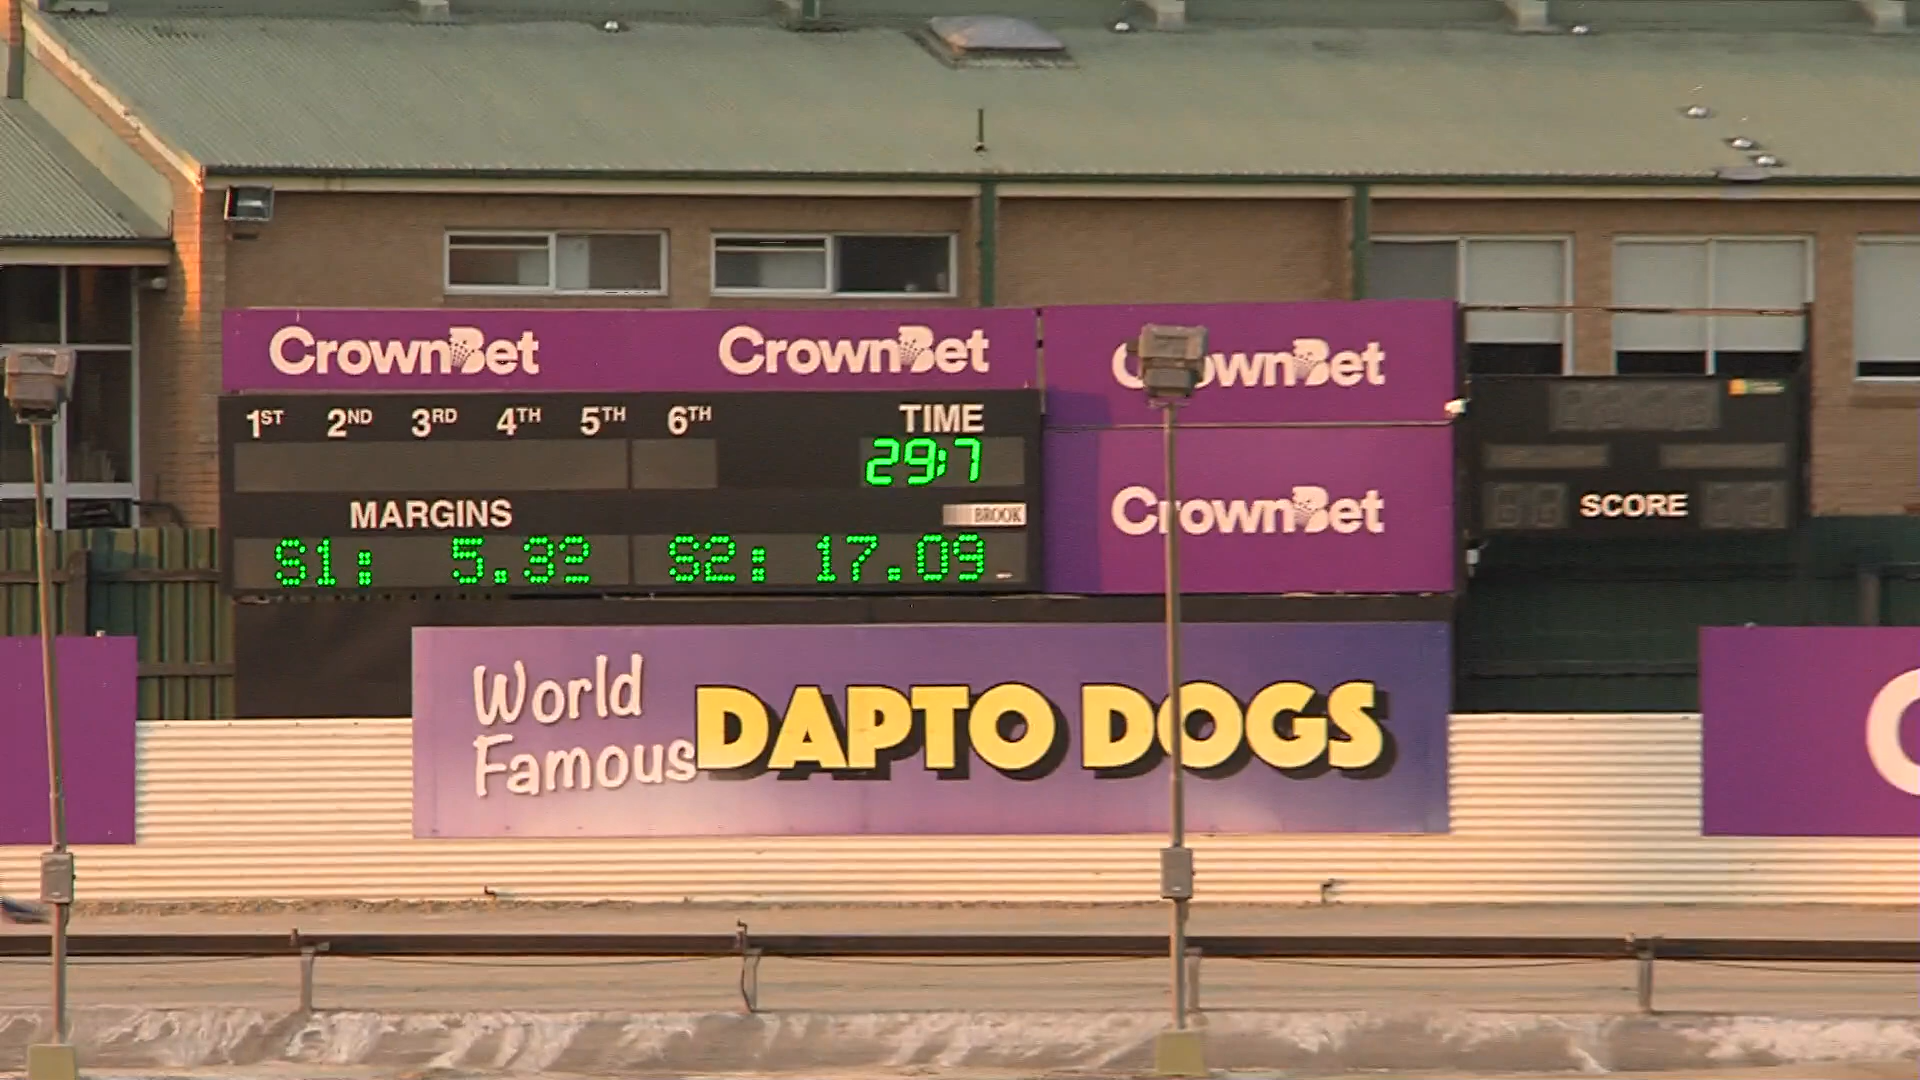 CrownBet CrownBet CrownBet
1ST 2ND 3RD 4TH 5TH 6TH TIME
29:7
MARGINS BROOK
S1: 5.32 S2: 17.09
CrownBet
SCORE
World
Famous
DAPTO DOGS
C